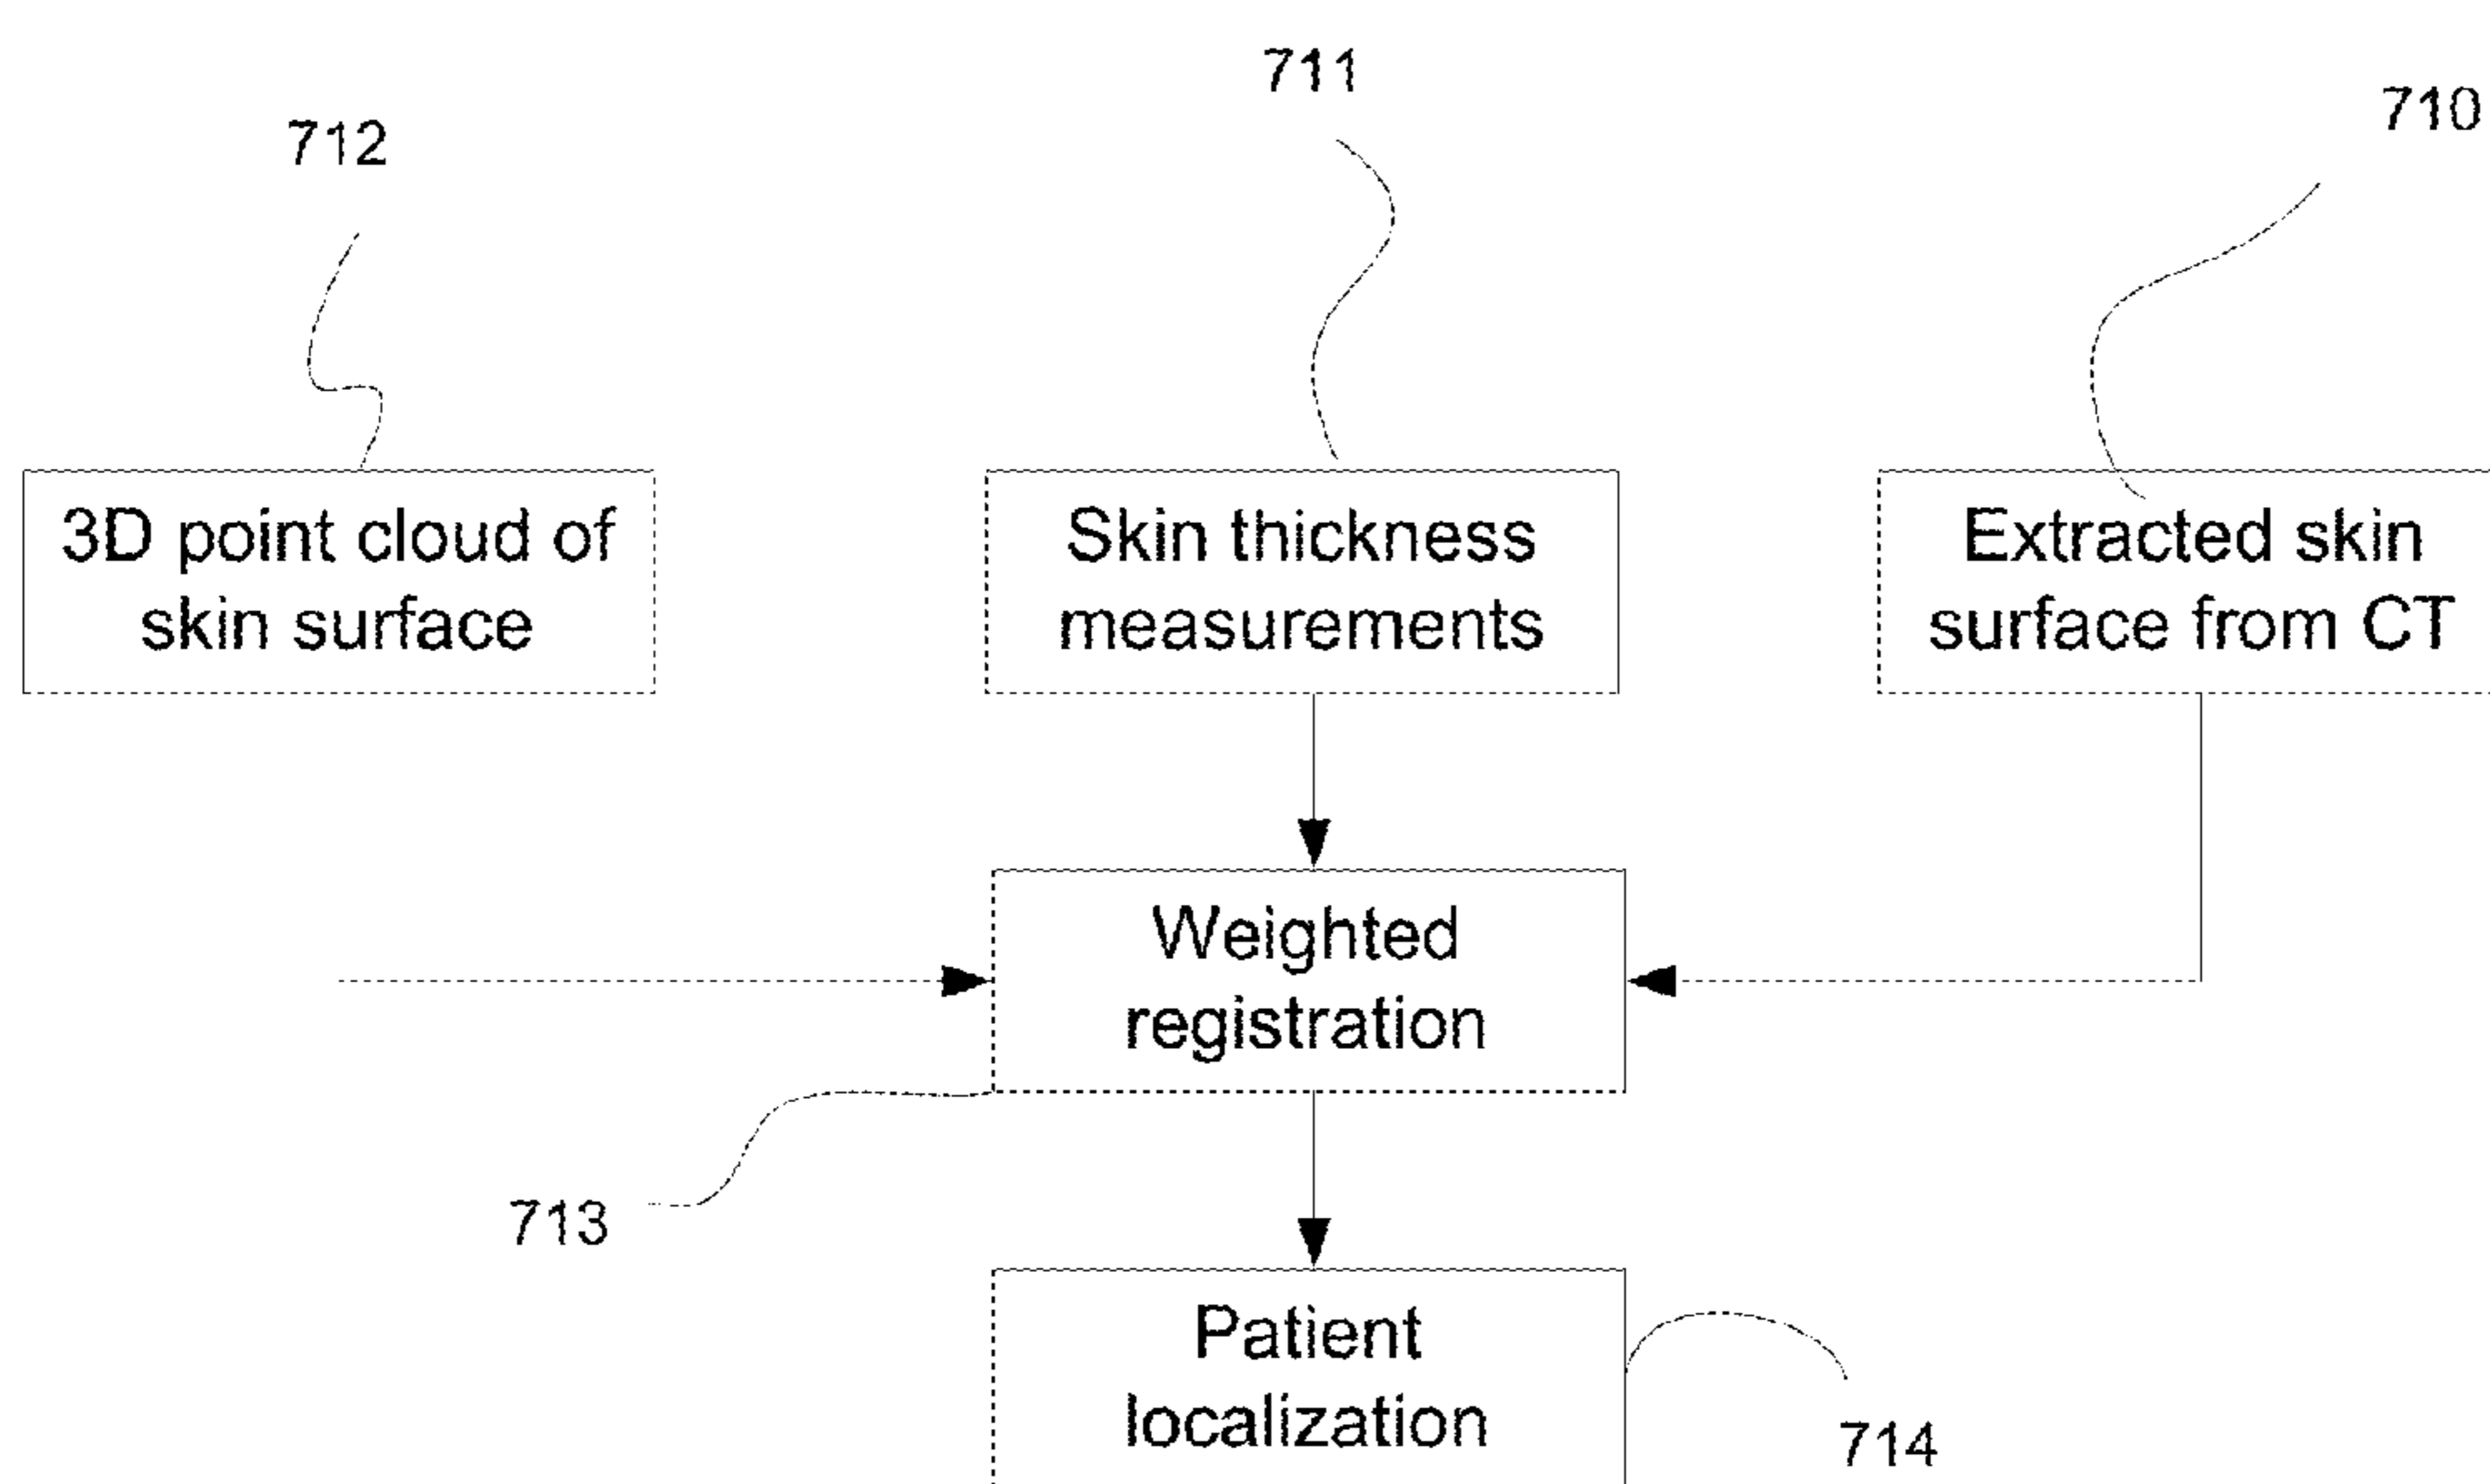 711
710
712
3D point cloud of
skin surface
Skin thickness
measurements
Extracted skin
surface from CT
Weighted
registration
713
Patient
localization
714